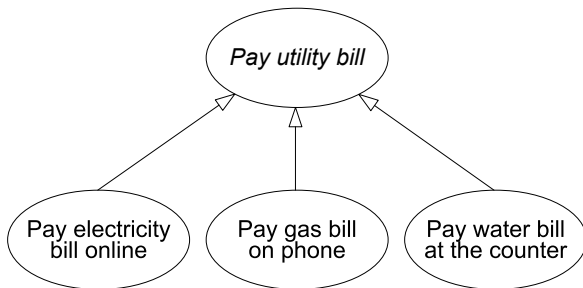 Pay utility bill
Pay electricity
bill online
Pay gas bill
on phone
Pay water bill
at the counter